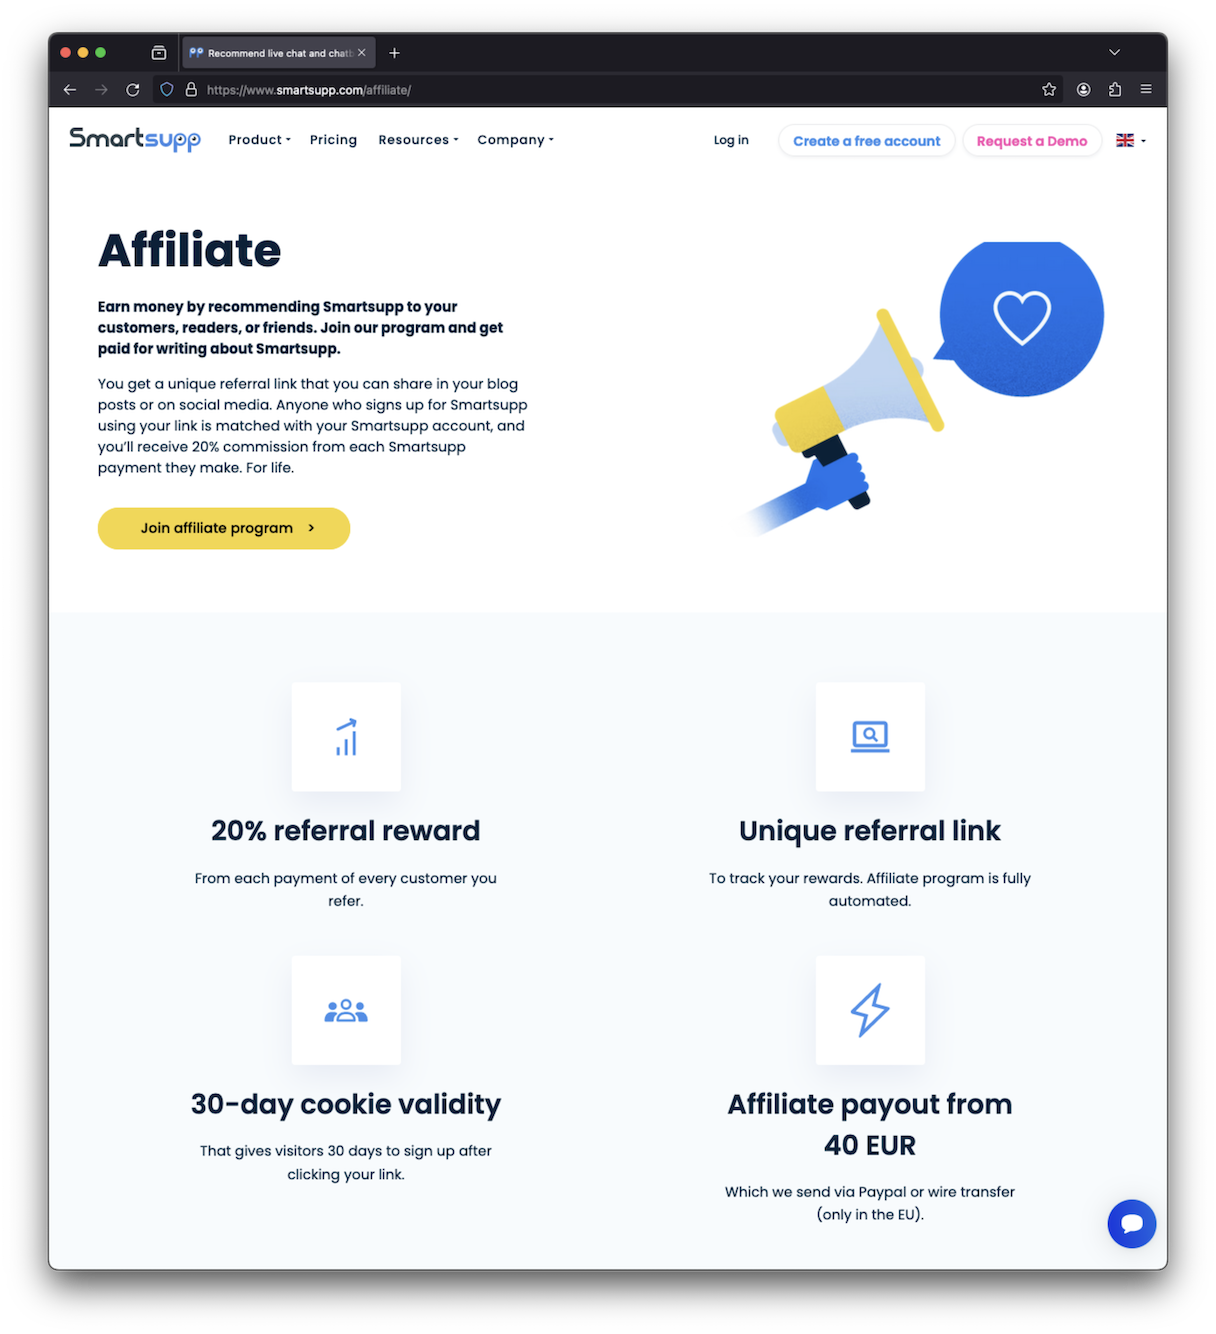 Recommend live chat and chatb
https://www.smartsupp.com/affiliate/
Smartsupp
Product
Pricing
Resources
Company
Log in
Create a free account
Request a Demo
Affiliate
Earn money by recommending Smartsupp to your
customers, readers, or friends. Join our program and get
paid for writing about Smartsupp.
You get a unique referral link that you can share in your blog
posts or on social media. Anyone who signs up for Smartsupp
using your link is matched with your Smartsupp account, and
you’ll receive 20% commission from each Smartsupp
payment they make. For life.
Join affiliate program
20% referral reward
From each payment of every customer you
refer.
Unique referral link
To track your rewards. Affiliate program is fully
automated.
30-day cookie validity
That gives visitors 30 days to sign up after
clicking your link.
Affiliate payout from
40 EUR
Which we send via Paypal or wire transfer
(only in the EU).